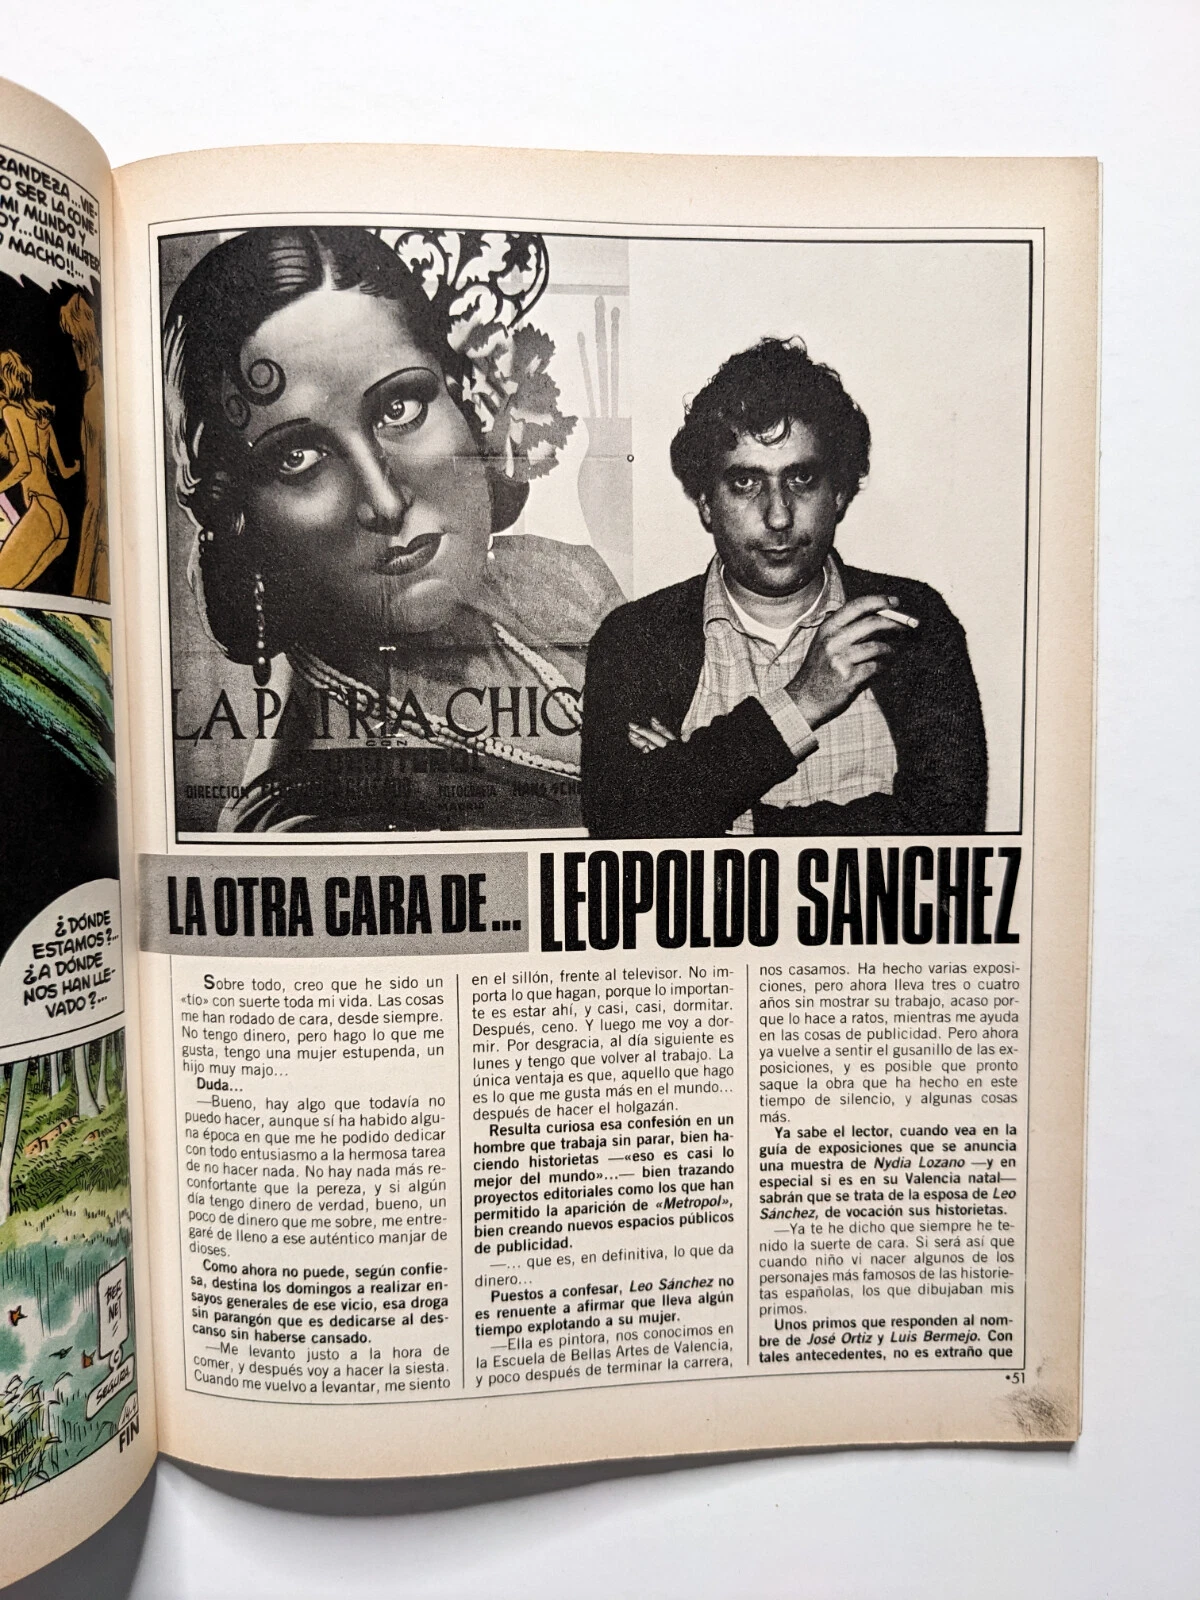 RANDEZA...VIE-
O SER LA CONE-
MI MUNDO Y
OY...UNA MUJER
O MACHO!!...
¿DÓNDE
ESTAMOS?...
¿A DÓNDE
NOS HAN LLE-
VADO?...
SEGURA
FIN
LA PATRIA CHIC
CON
DIRECCION
FOTOGRAFIA HANS SCH
MADRID
LA OTRA CARA DE... LEOPOLDO SANCHEZ
Sobre todo, creo que he sido un
«tio» con suerte toda mi vida. Las cosas
me han rodado de cara, desde siempre.
No tengo dinero, pero hago lo que me
gusta, tengo una mujer estupenda, un
hijo muy majo...
Duda...
—Bueno, hay algo que todavía no
puedo hacer, aunque sí ha habido algu-
na época en que me he podido dedicar
con todo entusiasmo a la hermosa tarea
de no hacer nada. No hay nada más re-
confortante que la pereza, y si algún
día tengo dinero de verdad, bueno, un
poco de dinero que me sobre, me entre-
garé de lleno a ese auténtico manjar de
dioses.
Como ahora no puede, según confie-
sa, destina los domingos a realizar en-
sayos generales de ese vicio, esa droga
sin parangón que es dedicarse al des-
canso sin haberse cansado.
—Me levanto justo a la hora de
comer, y después voy a hacer la siesta.
Cuando me vuelvo a levantar, me siento
en el sillón, frente al televisor. No im-
porta lo que hagan, porque lo importan-
te es estar ahí, y casi, casi, dormitar.
Después, ceno. Y luego me voy a dor-
mir. Por desgracia, al día siguiente es
lunes y tengo que volver al trabajo. La
única ventaja es que, aquello que hago
es lo que me gusta más en el mundo...
después de hacer el holgazán.
Resulta curiosa esa confesión en un
hombre que trabaja sin parar, bien ha-
ciendo historietas —«eso es casi lo
mejor del mundo»...— bien trazando
proyectos editoriales como los que han
permitido la aparición de «Metropol»,
bien creando nuevos espacios públicos
de publicidad.
—... que es, en definitiva, lo que da
dinero...
Puestos a confesar, Leo Sánchez no
es renuente a afirmar que lleva algún
tiempo explotando a su mujer.
—Ella es pintora, nos conocimos en
la Escuela de Bellas Artes de Valencia,
y poco después de terminar la carrera,
nos casamos. Ha hecho varias exposi-
ciones, pero ahora lleva tres o cuatro
años sin mostrar su trabajo, acaso por-
que lo hace a ratos, mientras me ayuda
en las cosas de publicidad. Pero ahora
ya vuelve a sentir el gusanillo de las ex-
posiciones, y es posible que pronto
saque la obra que ha hecho en este
tiempo de silencio, y algunas cosas
más.
Ya sabe el lector, cuando vea en la
guía de exposiciones que se anuncia
una muestra de Nydia Lozano —y en
especial si es en su Valencia natal—
sabrán que se trata de la esposa de Leo
Sánchez, de vocación sus historietas.
—Ya te he dicho que siempre he te-
nido la suerte de cara. Si será así que
cuando niño vi nacer algunos de los
personajes más famosos de las historie-
tas españolas, los que dibujaban mis
primos.
Unos primos que responden al nom-
bre de José Ortiz y Luis Bermejo. Con
tales antecedentes, no es extraño que
•51